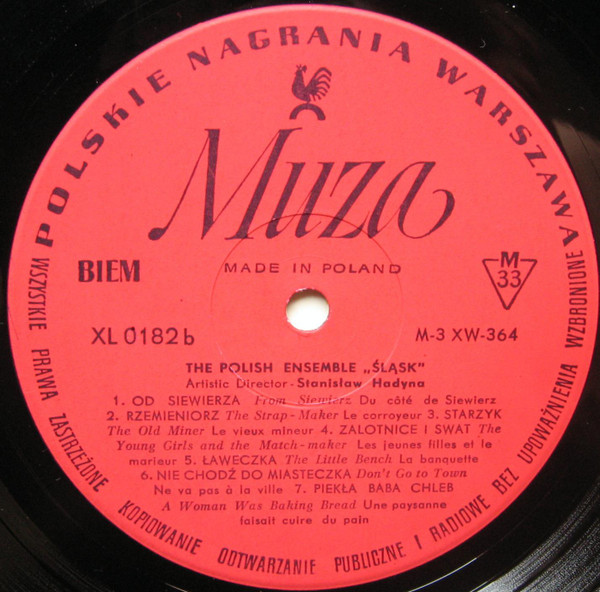 POLSKIE NAGRANIA WARSZAWA
Muza
BIEM
MADE IN POLAND
M
33
XL 0182b
M-3 XW-364
THE POLISH ENSEMBLE „ŚLĄSK"
Artistic Director - Stanisław Hadyna
1. OD SIEWIERZA From Siewierz Du côté de Siewierz
2. RZEMIENIORZ The Strap-Maker Le corroyeur 3. STARZYK
The Old Miner Le vieux mineur 4. ZALOTNICE I SWAT The
Young Girls and the Match-maker Les jeunes filles et le
marieur 5. ŁAWECZKA The Little Bench La banquette
6. NIE CHODŹ DO MIASTECZKA Don't Go to Town
Ne va pas à la ville 7. PIEKŁA BABA CHLEB
A Woman Was Baking Bread Une paysanne
faisait cuire du pain
WSZYSTKIE PRAWA ZASTRZEŻONE KOPIOWANIE ODTWARZANIE PUBLICZNE I RADIOWE BEZ UPOWAŻNIENIA WZBRONIONE